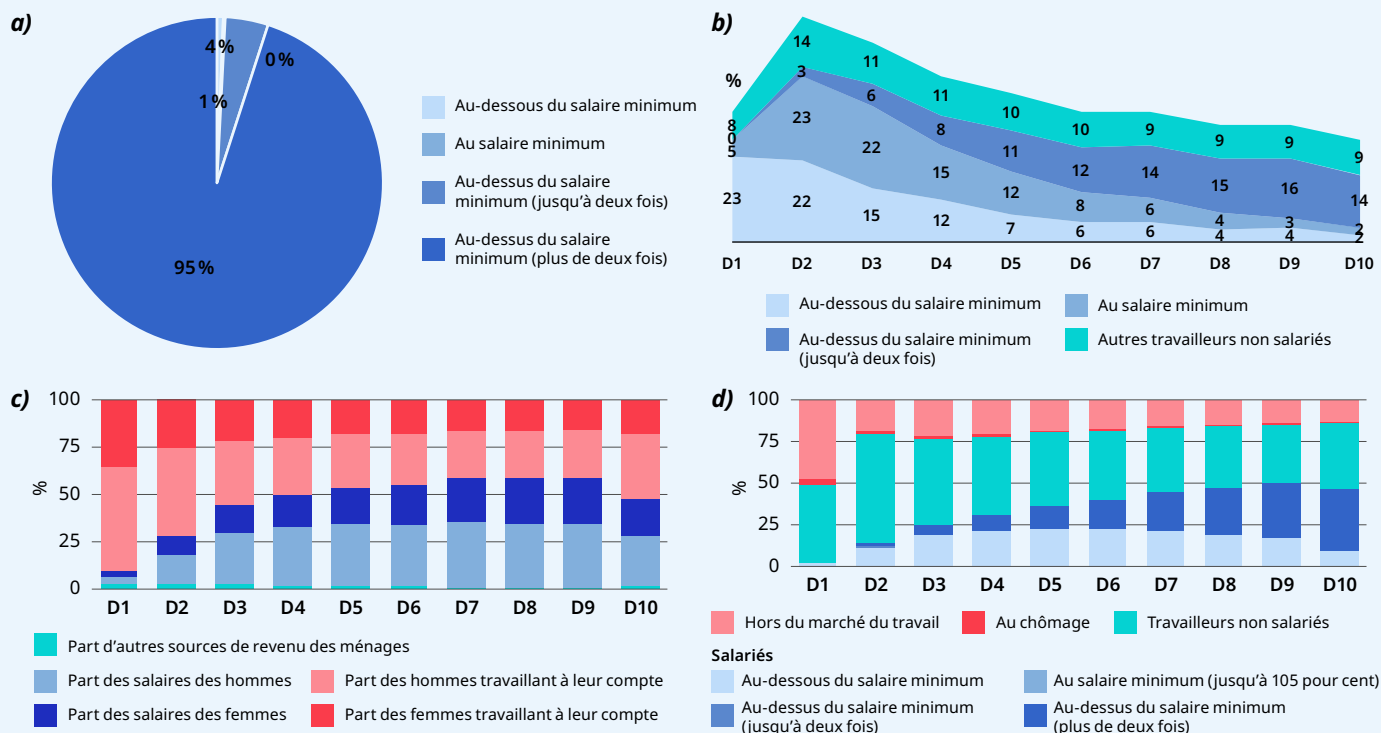 a)
4 %
0 %
1 %
95 %
Au-dessous du salaire minimum
Au salaire minimum
Au-dessus du salaire
minimum (jusqu'à deux fois)
Au-dessus du salaire
minimum (plus de deux fois)
b)
%
8
0
5
23
14
3
23
22
11
6
22
15
11
8
15
12
10
11
12
7
10
12
8
6
9
14
6
6
9
15
4
4
9
16
3
4
9
14
2
2
D1 D2 D3 D4 D5 D6 D7 D8 D9 D10
Au-dessous du salaire minimum
Au salaire minimum
Au-dessus du salaire minimum
(jusqu'à deux fois)
Autres travailleurs non salariés
c)
100
75
50
25
0
%
D1 D2 D3 D4 D5 D6 D7 D8 D9 D10
Part d'autres sources de revenu des ménages
Part des salaires des hommes
Part des hommes travaillant à leur compte
Part des salaires des femmes
Part des femmes travaillant à leur compte
d)
100
75
50
25
0
%
D1 D2 D3 D4 D5 D6 D7 D8 D9 D10
Hors du marché du travail
Au chômage
Travailleurs non salariés
Salariés
Au-dessous du salaire minimum
Au salaire minimum (jusqu'à 105 pour cent)
Au-dessus du salaire minimum
(jusqu'à deux fois)
Au-dessus du salaire minimum
(plus de deux fois)